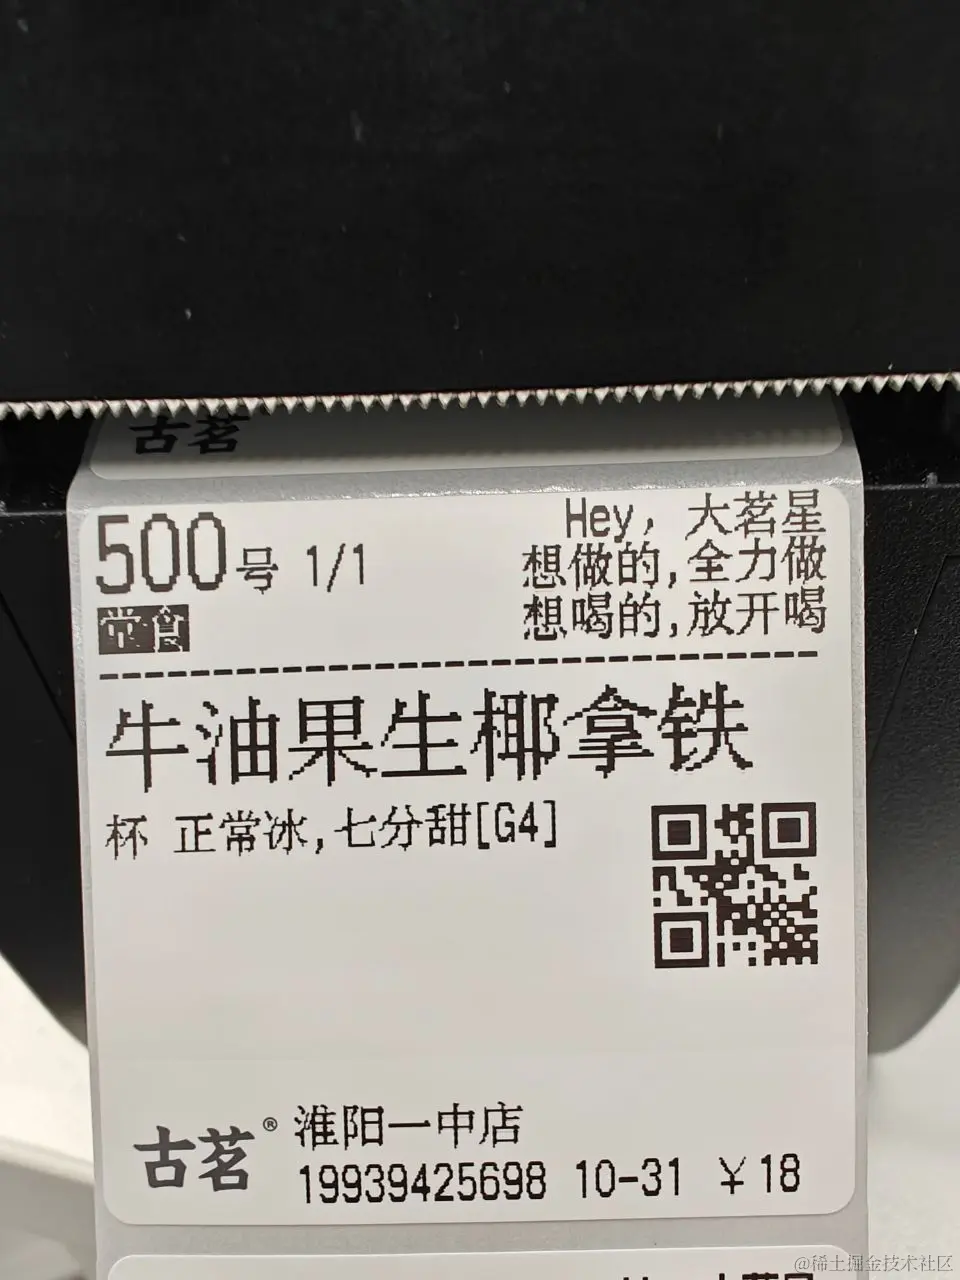 古茗
500号 1/1
堂食
Hey，大茗星
想做的,全力做
想喝的,放开喝
牛油果生椰拿铁
杯 正常冰,七分甜[G4]
古茗® 淮阳一中店
19939425698 10-31 ￥18
@稀土掘金技术社区